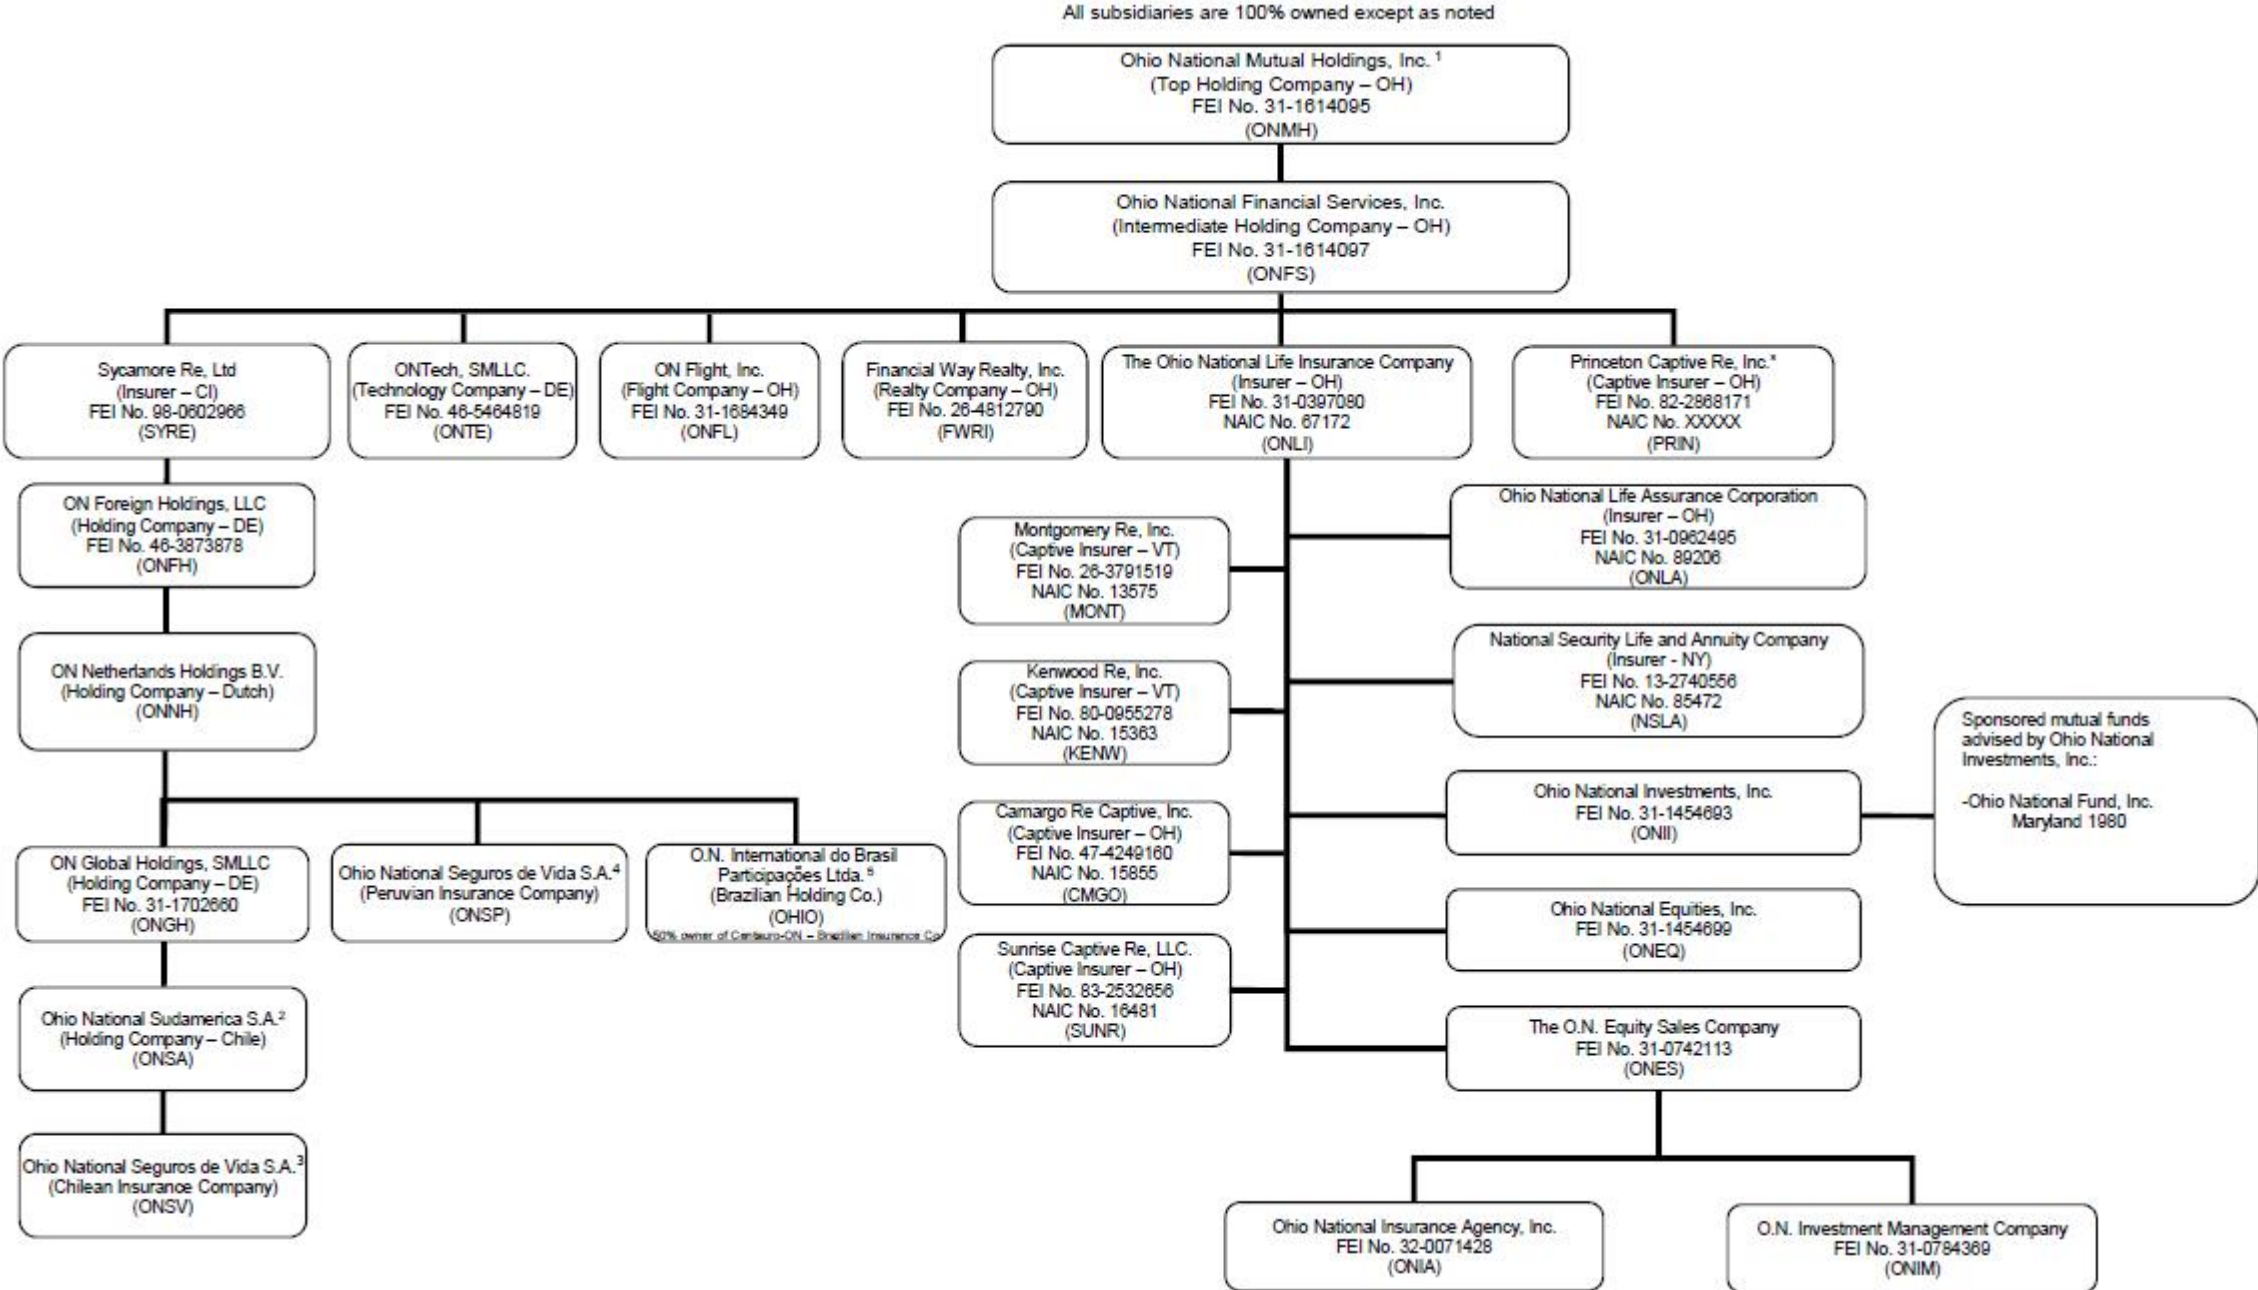 All subsidiaries are 100% owned except as noted
Ohio National Mutual Holdings, Inc. ¹
(Top Holding Company – OH)
FEI No. 31-1614095
(ONMH)
Ohio National Financial Services, Inc.
(Intermediate Holding Company – OH)
FEI No. 31-1614097
(ONFS)
Sycamore Re, Ltd
(Insurer – CI)
FEI No. 98-0602966
(SYRE)
ONTech, SMLLC.
(Technology Company – DE)
FEI No. 46-5464819
(ONTE)
ON Flight, Inc.
(Flight Company – OH)
FEI No. 31-1684349
(ONFL)
Financial Way Realty, Inc.
(Realty Company – OH)
FEI No. 26-4812790
(FWRI)
The Ohio National Life Insurance Company
(Insurer – OH)
FEI No. 31-0397080
NAIC No. 67172
(ONLI)
Princeton Captive Re, Inc.*
(Captive Insurer – OH)
FEI No. 82-2868171
NAIC No. XXXXX
(PRIN)
ON Foreign Holdings, LLC
(Holding Company – DE)
FEI No. 46-3873878
(ONFH)
ON Netherlands Holdings B.V.
(Holding Company – Dutch)
(ONNH)
ON Global Holdings, SMLLC
(Holding Company – DE)
FEI No. 31-1702660
(ONGH)
Ohio National Seguros de Vida S.A.⁴
(Peruvian Insurance Company)
(ONSP)
O.N. International do Brasil
Participações Ltda.
(Brazilian Holding Co.)
(OHIO)
50% owner of Centauro-ON – Brazilian Insurance Co
Ohio National Sudamerica S.A.²
(Holding Company – Chile)
(ONSA)
Ohio National Seguros de Vida S.A.³
(Chilean Insurance Company)
(ONSV)
Montgomery Re, Inc.
(Captive Insurer – VT)
FEI No. 26-3791519
NAIC No. 13575
(MONT)
Kenwood Re, Inc.
(Captive Insurer – VT)
FEI No. 80-0955278
NAIC No. 15363
(KENW)
Camargo Re Captive, Inc.
(Captive Insurer – OH)
FEI No. 47-4249160
NAIC No. 15855
(CMGO)
Sunrise Captive Re, LLC.
(Captive Insurer – OH)
FEI No. 83-2532656
NAIC No. 16481
(SUNR)
Ohio National Life Assurance Corporation
(Insurer – OH)
FEI No. 31-0962495
NAIC No. 89206
(ONLA)
National Security Life and Annuity Company
(Insurer - NY)
FEI No. 13-2740556
NAIC No. 85472
(NSLA)
Ohio National Investments, Inc.
FEI No. 31-1454693
(ONII)
Sponsored mutual funds
advised by Ohio National
Investments, Inc.:
-Ohio National Fund, Inc.
Maryland 1980
Ohio National Equities, Inc.
FEI No. 31-1454699
(ONEQ)
The O.N. Equity Sales Company
FEI No. 31-0742113
(ONES)
Ohio National Insurance Agency, Inc.
FEI No. 32-0071428
(ONIA)
O.N. Investment Management Company
FEI No. 31-0784369
(ONIM)